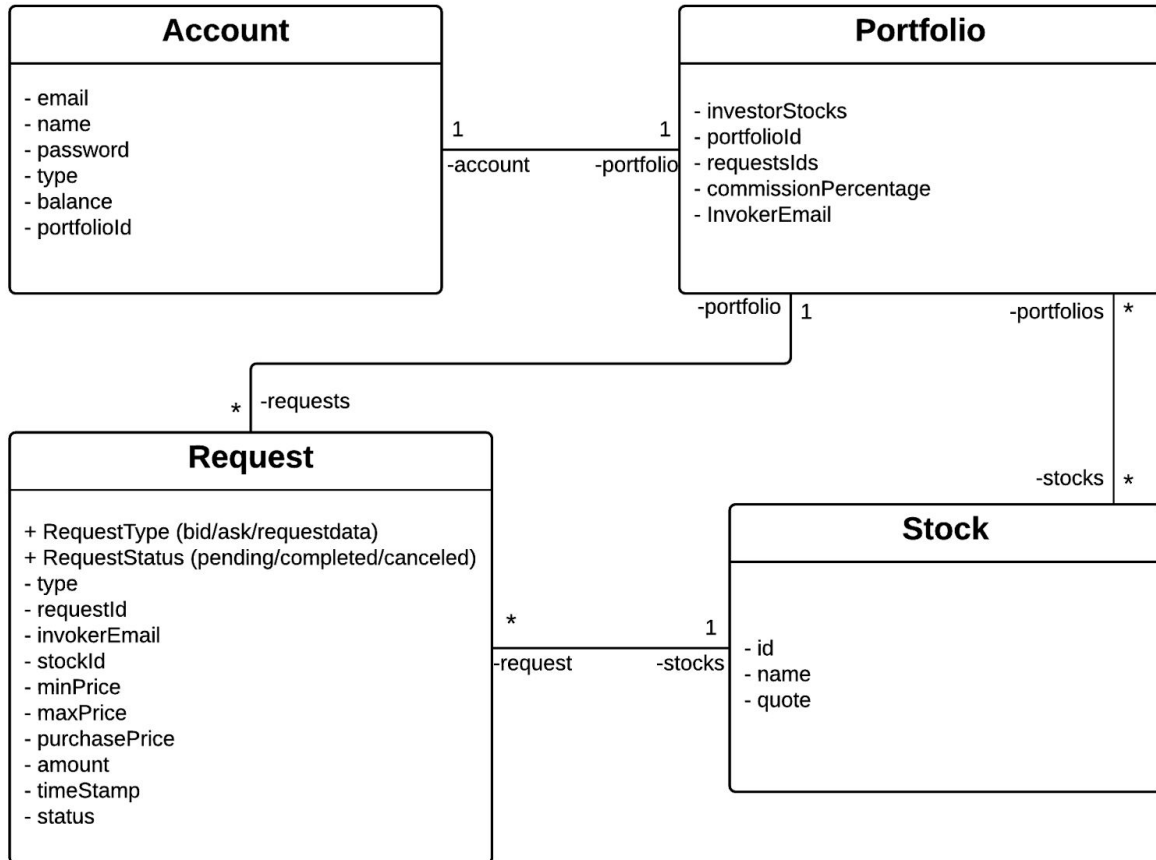 Account
- email
- name
- password
- type
- balance
- portfolioId
1
-account
1
-portfolio
Portfolio
- investorStocks
- portfolioId
- requestsIds
- commissionPercentage
- InvokerEmail
-portfolio
1
-portfolios
*
*
-requests
-stocks
*
Request
+ RequestType (bid/ask/requestdata)
+ RequestStatus (pending/completed/canceled)
- type
- requestId
- invokerEmail
- stockId
- minPrice
- maxPrice
- purchasePrice
- amount
- timeStamp
- status
*
-request
1
-stocks
Stock
- id
- name
- quote